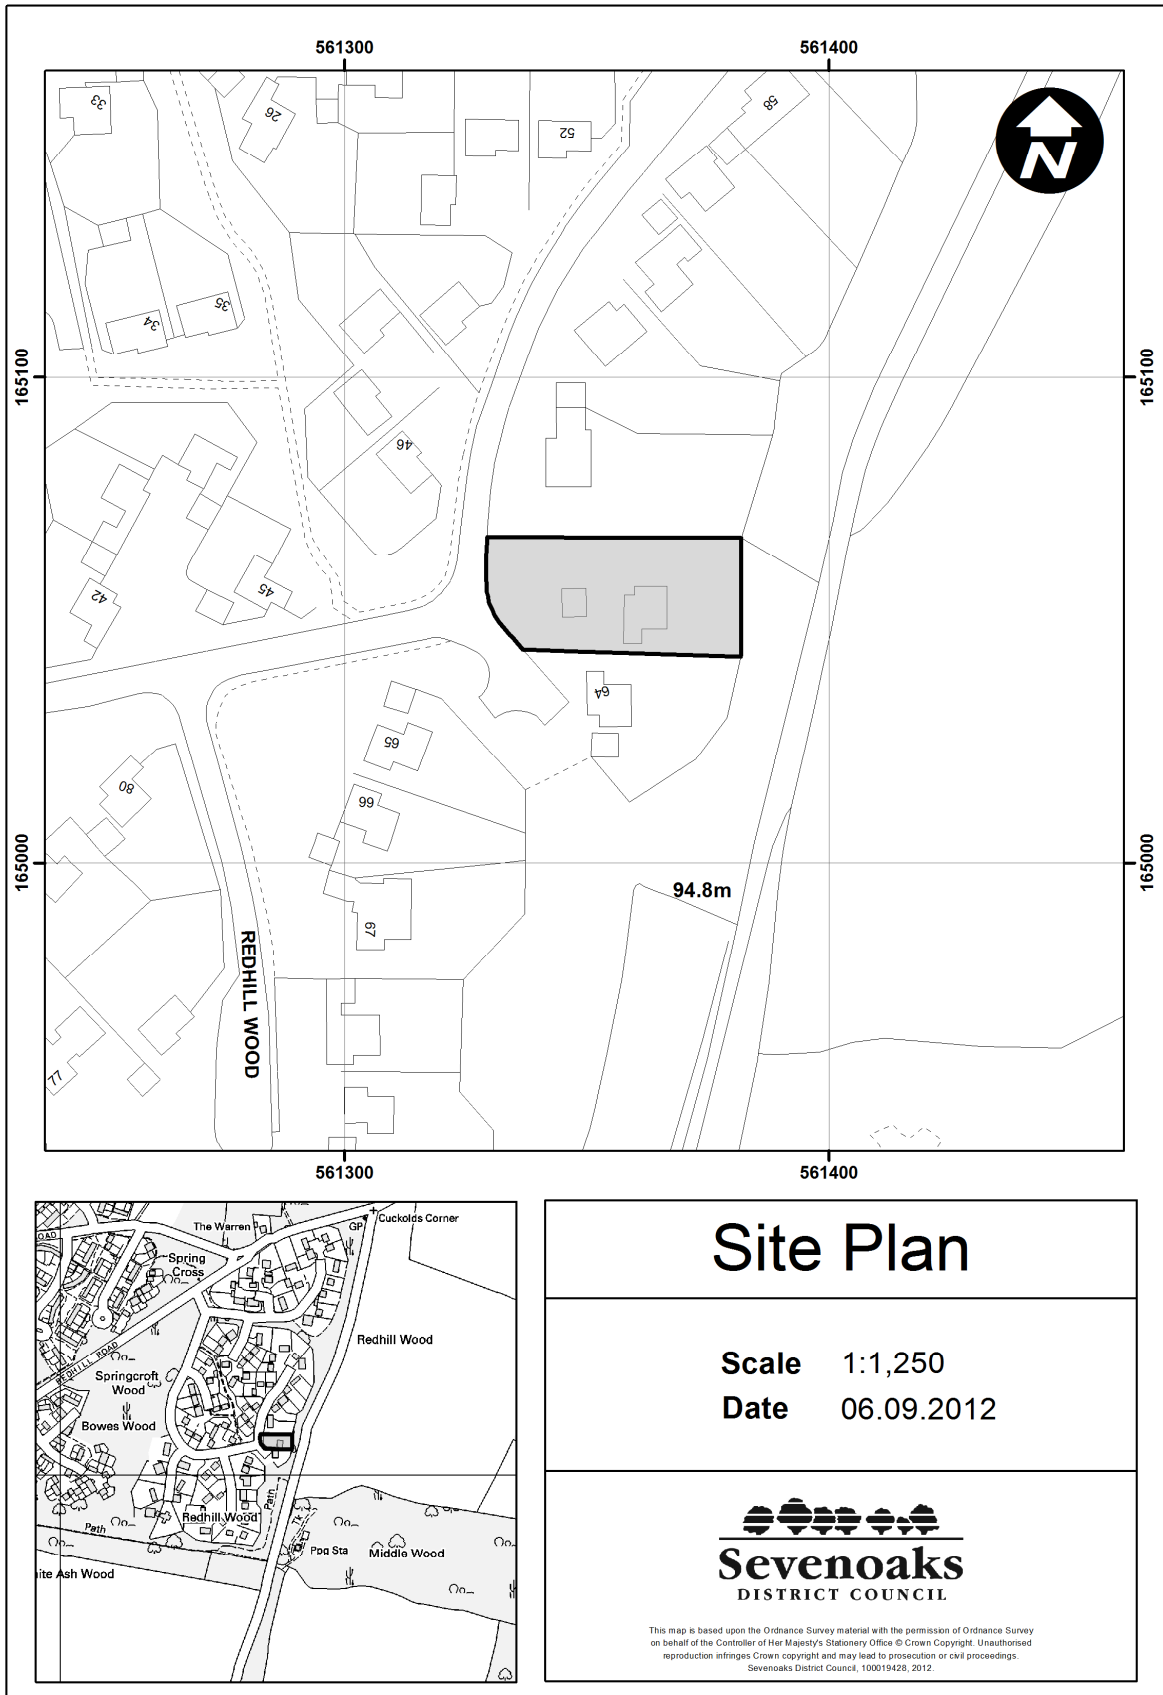 561300
561400
33
26
52
58
35
34
165100
165100
46
45
42
64
65
80
66
165000
165000
94.8m
67
REDHILL WOOD
77
561300
561400
The Warren
GP
Cuckolds Corner
OAD
Spring
Cross
Redhill Wood
REDHILL ROAD
Springcroft
Wood
Bowes Wood
Path
Redhill Wood
Tk
Path
Ppg Sta
Middle Wood
ite Ash Wood
N
Site Plan
Scale 1:1,250
Date 06.09.2012
Sevenoaks
DISTRICT COUNCIL
This map is based upon the Ordnance Survey material with the permission of Ordnance Survey
on behalf of the Controller of Her Majesty's Stationery Office © Crown Copyright. Unauthorised
reproduction infringes Crown copyright and may lead to prosecution or civil proceedings.
Sevenoaks District Council, 100019428, 2012.